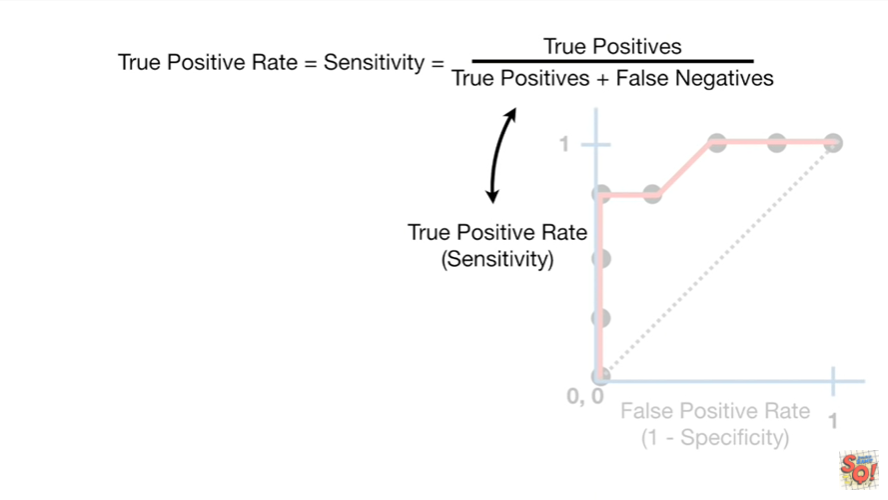 True Positives
True Positive Rate = Sensitivity =
True Positives + False Negatives
1
True Positive Rate
(Sensitivity)
0, 0
False Positive Rate
1
(1 - Specificity)
SQ!